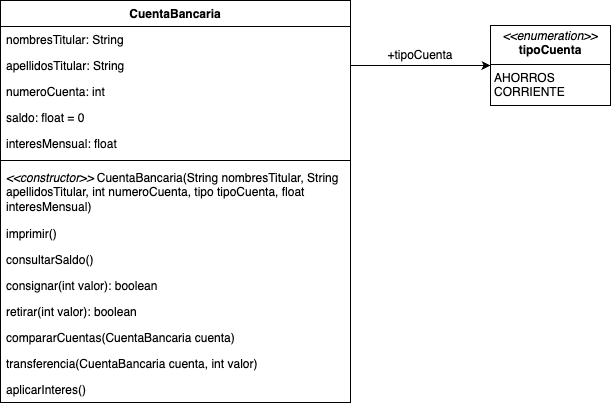 CuentaBancaria
nombresTitular: String
apellidosTitular: String
numeroCuenta: int
saldo: float = 0
interesMensual: float
<<constructor>> CuentaBancaria(String nombresTitular, String
apellidosTitular, int numeroCuenta, tipo tipoCuenta, float
interesMensual)
imprimir()
consultarSaldo()
consignar(int valor): boolean
retirar(int valor): boolean
compararCuentas(CuentaBancaria cuenta)
transferencia(CuentaBancaria cuenta, int valor)
aplicarInteres()
+tipoCuenta
<<enumeration>>
tipoCuenta
AHORROS
CORRIENTE